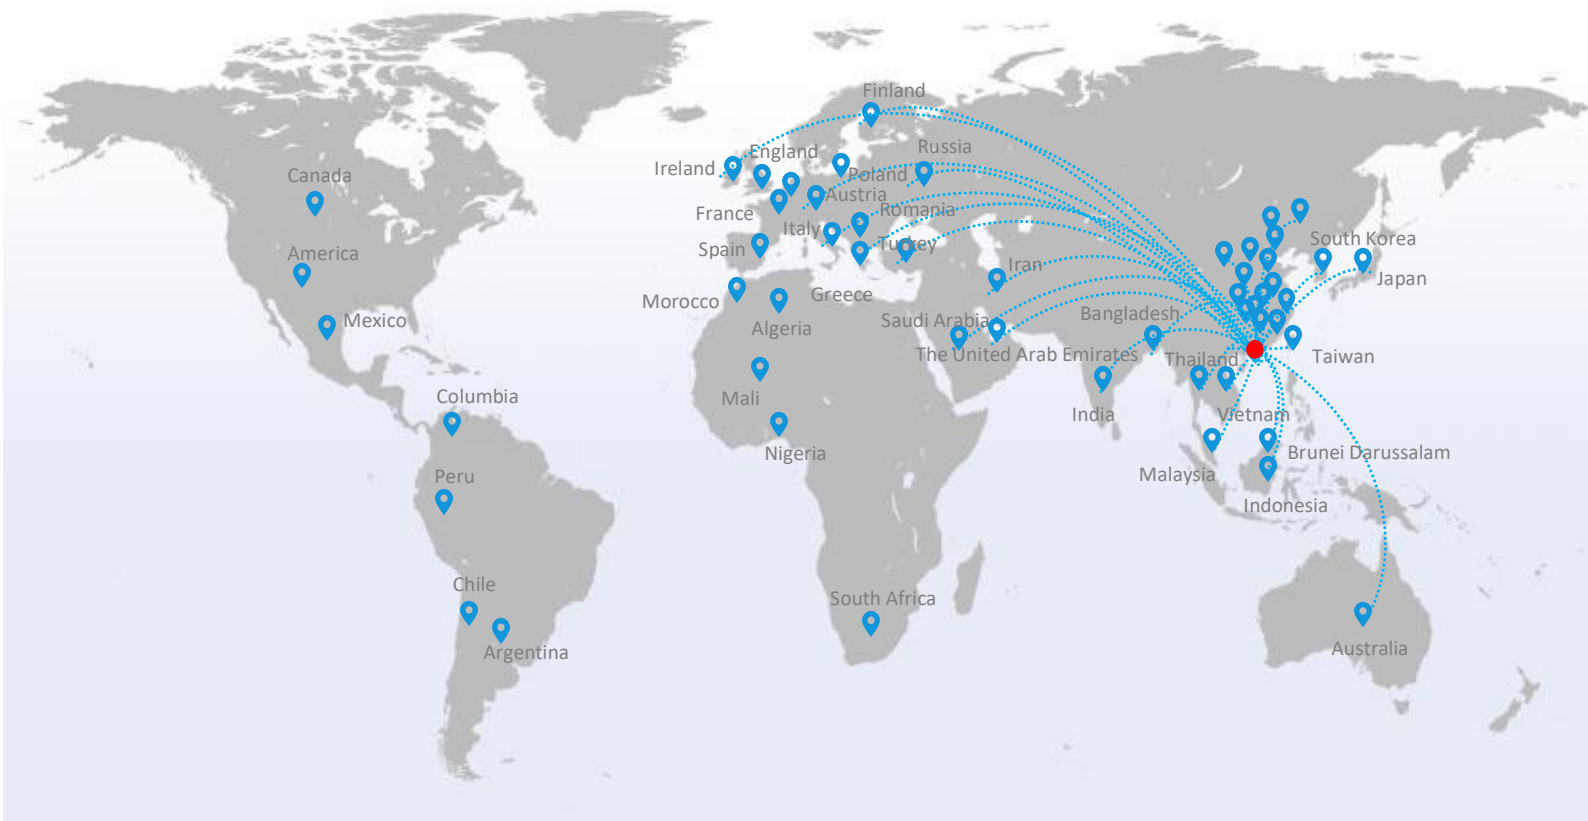 Finland
England
Russia
Ireland
Poland
Canada
Austria
France
Romania
Italy
South Korea
Spain
Turkey
America
Iran
Japan
Morocco
Greece
Algeria
Mexico
Saudi Arabia
Bangladesh
The United Arab Emirates
Thailand
Taiwan
Mali
Columbia
India
Vietnam
Nigeria
Brunei Darussalam
Peru
Malaysia
Indonesia
Chile
South Africa
Argentina
Australia